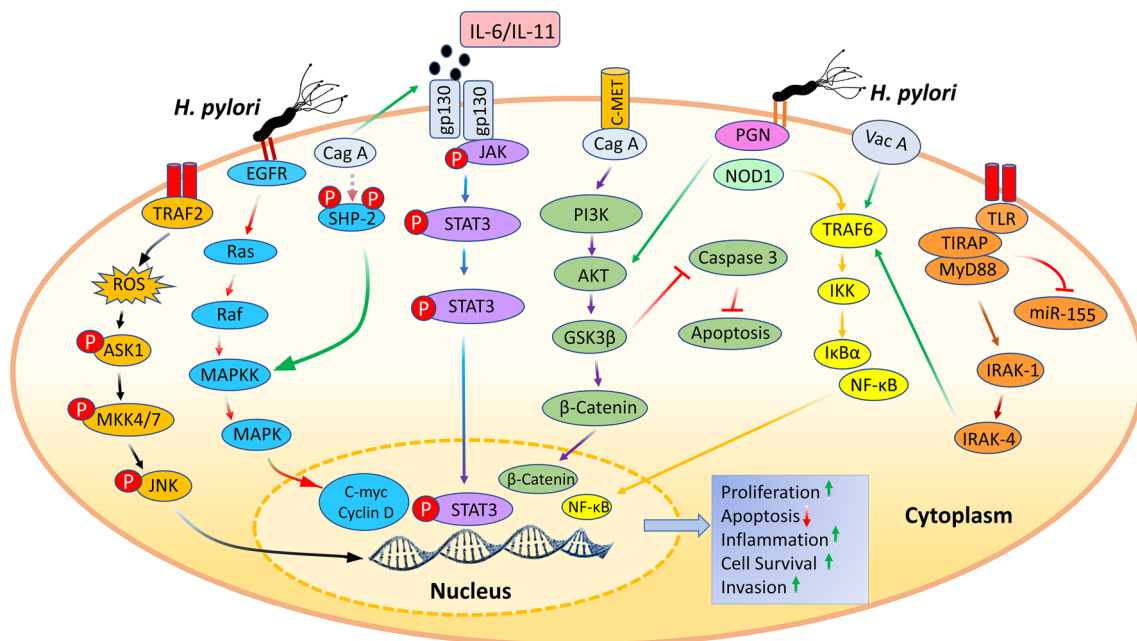 IL-6/IL-11
H. pylori
H. pylori
gp130
gp130
C-MET
Cag A
JAK
P
Cag A
EGFR
PGN
Vac A
NOD1
TRAF2
P
P
SHP-2
P
STAT3
PI3K
TRAF6
TLR
TIRAP
MyD88
Ras
ROS
AKT
Caspase 3
IKK
miR-155
Raf
P
STAT3
GSK3β
Apoptosis
P
ASK1
MAPKK
IκBα
NF-κB
IRAK-1
P
MKK4/7
MAPK
β-Catenin
IRAK-4
P
JNK
C-myc
Cyclin D
P
STAT3
β-Catenin
NF-κB
Nucleus
Proliferation
Apoptosis
Inflammation
Cell Survival
Invasion
Cytoplasm